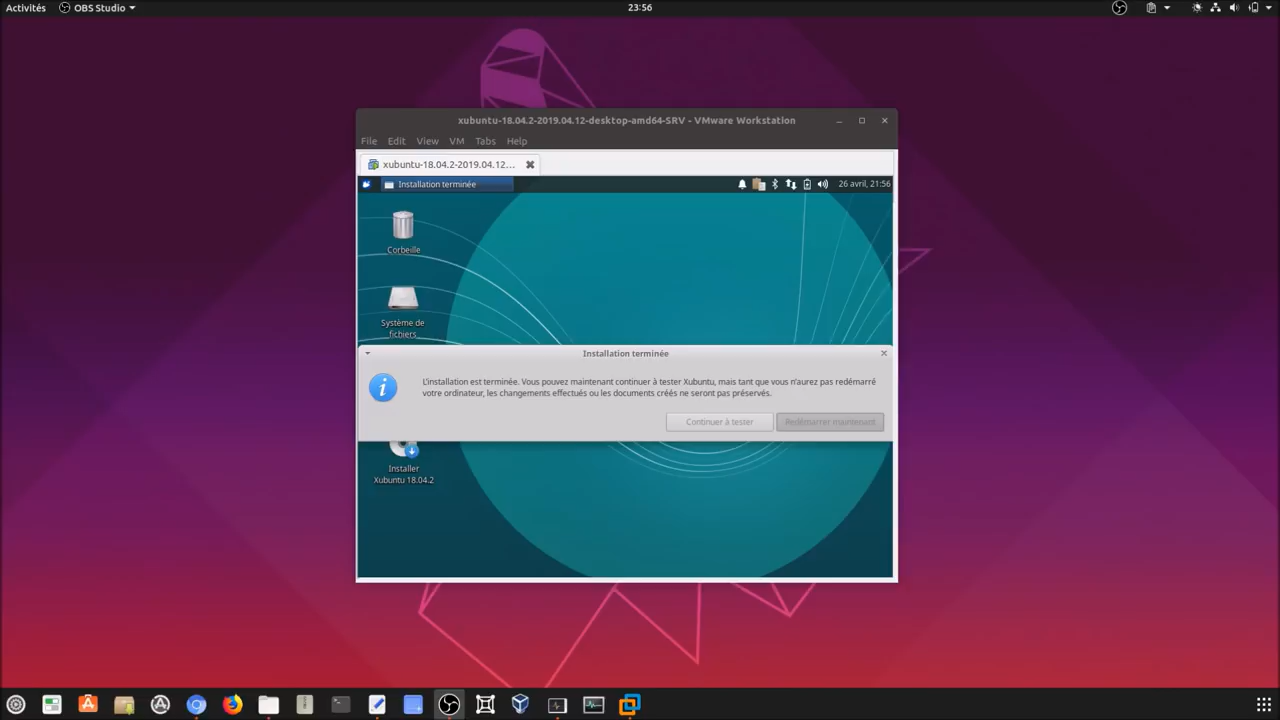 Activités
OBS Studio
23:56
xubuntu-18.04.2-2019.04.12-desktop-amd64-SRV - VMware Workstation
File Edit View VM Tabs Help
xubuntu-18.04.2-2019.04.12...
Installation terminée
26 avril, 21:56
Corbeille
Système de
fichiers
Installation terminée
L'installation est terminée. Vous pouvez maintenant continuer à tester Xubuntu, mais tant que vous n'aurez pas redémarré
votre ordinateur, les changements effectués ou les documents créés ne seront pas préservés.
Continuer à tester
Redémarrer maintenant
Installer
Xubuntu 18.04.2